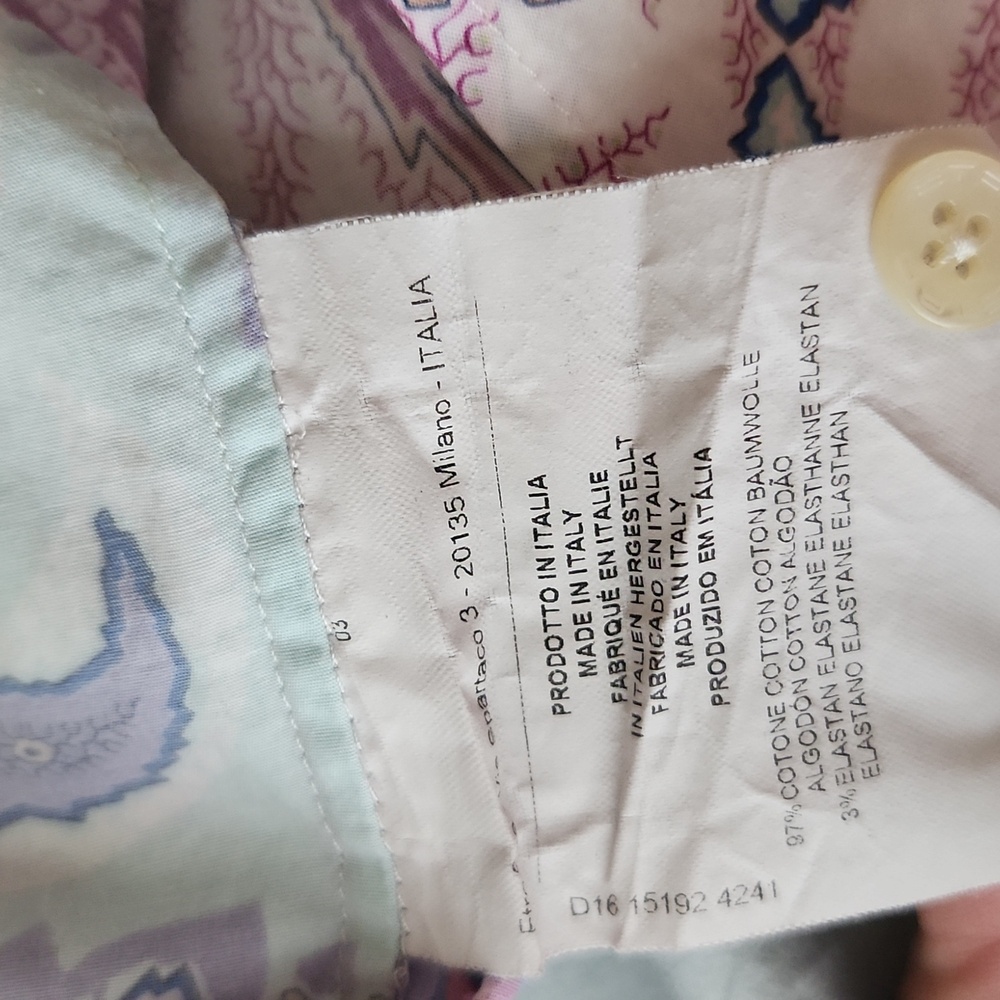 03
Spartaco 3 - 20135 Milano - ITALIA
PRODOTTO IN ITALIA
MADE IN ITALY
FABRIQUÉ EN ITALIE
IN ITALIEN HERGESTELLT
FABRICADO EN ITALIA
MADE IN ITALY
PRODUZIDO EM ITÁLIA
97% COTONE COTTON COTON BAUMWOLLE
ALGODÓN COTTON ALGODÃO
3% ELASTAN ELASTANE ELASTHANNE ELASTAN
ELASTANO ELASTANE ELASTHAN
D16 15192 4241